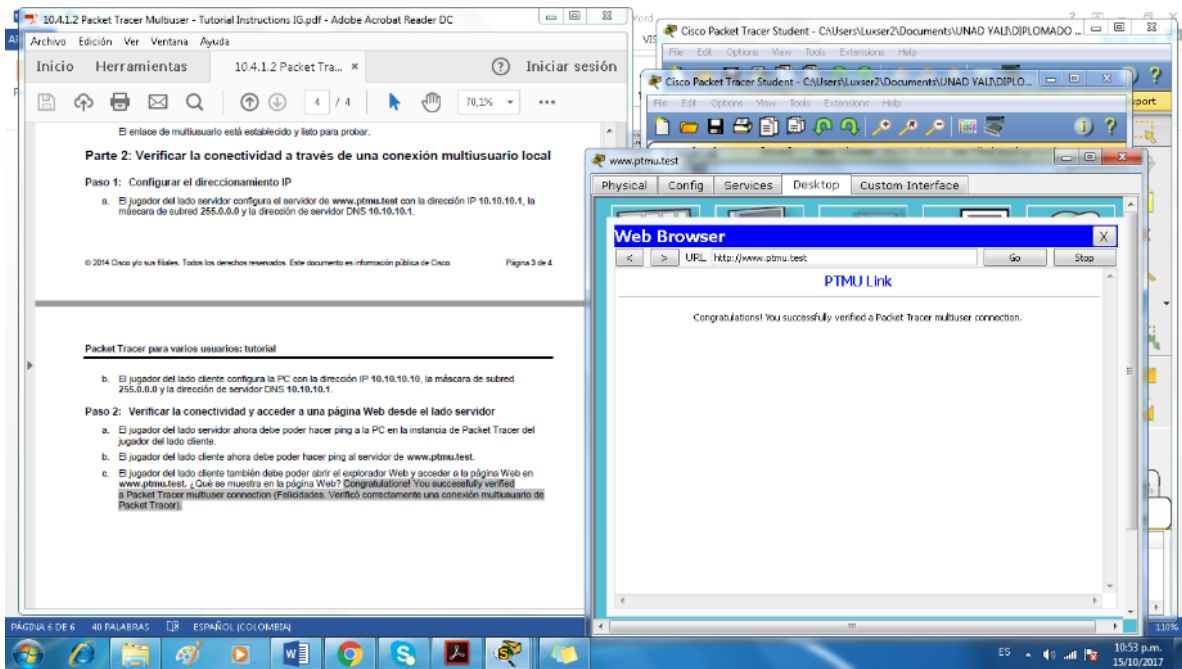 10.4.1.2 Packet Tracer Multiuser - Tutorial Instructions IG.pdf - Adobe Acrobat Reader DC
Archivo Edición Ver Ventana Ayuda
Inicio Herramientas 10.4.1.2 Packet Tra... × Iniciar sesión
4 / 4 70,1%
El enlace de multiusuario está establecido y listo para probar.
Parte 2: Verificar la conectividad a través de una conexión multiusuario local
Paso 1: Configurar el direccionamiento IP
a. El jugador del lado servidor configura el servidor de www.ptmu.test con la dirección IP 10.10.10.1, la
máscara de subred 255.0.0.0 y la dirección de servidor DNS 10.10.10.1.
© 2014 Cisco y/o sus filiales. Todos los derechos reservados. Este documento es información pública de Cisco. Página 3 de 4
Packet Tracer para varios usuarios: tutorial
b. El jugador del lado cliente configura la PC con la dirección IP 10.10.10.10, la máscara de subred
255.0.0.0 y la dirección de servidor DNS 10.10.10.1.
Paso 2: Verificar la conectividad y acceder a una página Web desde el lado servidor
a. El jugador del lado servidor ahora debe poder hacer ping a la PC en la instancia de Packet Tracer del
jugador del lado cliente.
b. El jugador del lado cliente ahora debe poder hacer ping al servidor de www.ptmu.test.
c. El jugador del lado cliente también debe poder abrir el explorador Web y acceder a la página Web en
www.ptmu.test. ¿Qué se muestra en la página Web? Congratulations! You successfully verified
a Packet Tracer multiuser connection (Felicidades. Verificó correctamente una conexión multiusuario de
Packet Tracer).
Cisco Packet Tracer Student - C:\Users\Luxser2\Documents\UNAD YALI\DIPLOMADO ...
File Edit Options View Tools Extensions Help
Cisco Packet Tracer Student - C:\Users\Luxser2\Documents\UNAD YALI\DIPLO...
File Edit Options View Tools Extensions Help
www.ptmu.test
Physical Config Services Desktop Custom Interface
Web Browser X
< > URL http://www.ptmu.test Go Stop
PTMU Link
Congratulations! You successfully verified a Packet Tracer multiuser connection.
PÁGINA 6 DE 6 40 PALABRAS ESPAÑOL (COLOMBIA) 110%
ES 10:53 p.m.
15/10/2017